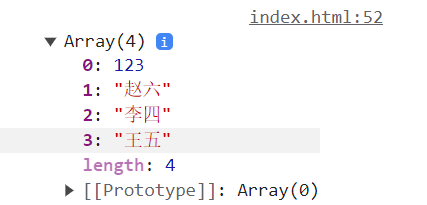 index.html:52
▼ Array(4) i
0: 123
1: "赵六"
2: "李四"
3: "王五"
length: 4
▶ [[Prototype]]: Array(0)